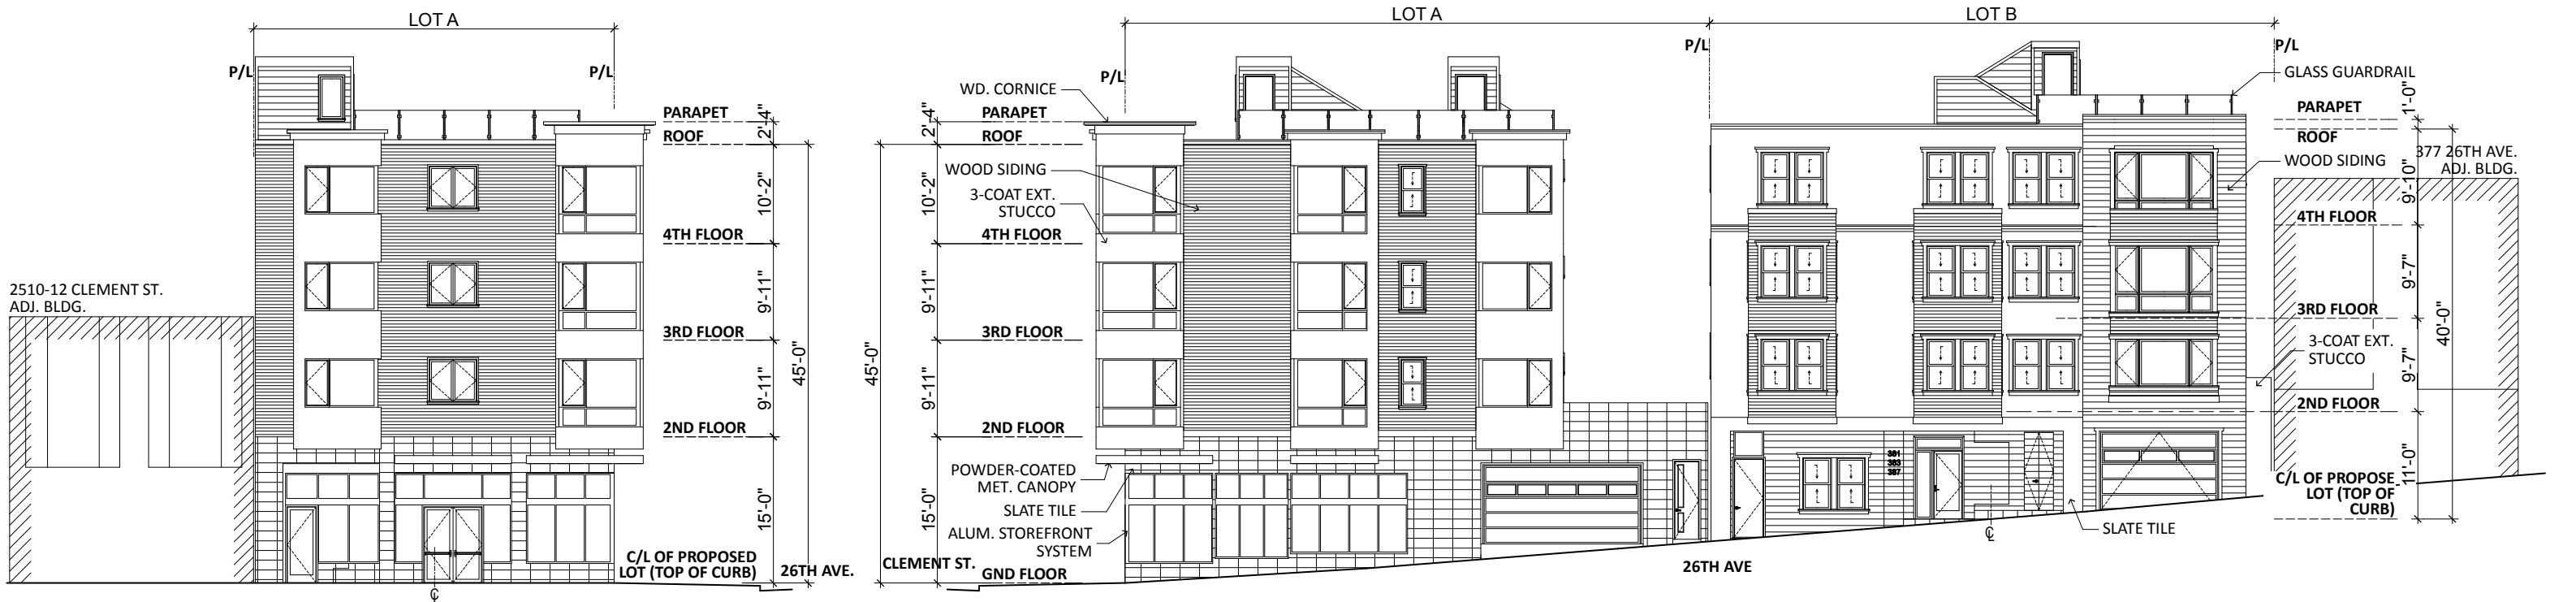 LOT A
P/L
P/L
PARAPET
2'-4"
ROOF
10'-2"
4TH FLOOR
9'-11"
45'-0"
3RD FLOOR
9'-11"
2ND FLOOR
15'-0"
2510-12 CLEMENT ST.
ADJ. BLDG.
C/L OF PROPOSED
LOT (TOP OF CURB)
26TH AVE.
LOT A
LOT B
P/L
P/L
P/L
WD. CORNICE
PARAPET
2'-4"
ROOF
WOOD SIDING
3-COAT EXT.
STUCCO
10'-2"
4TH FLOOR
9'-11"
45'-0"
3RD FLOOR
9'-11"
2ND FLOOR
POWDER-COATED
MET. CANOPY
SLATE TILE
ALUM. STOREFRONT
SYSTEM
15'-0"
CLEMENT ST.
GND FLOOR
26TH AVE
381
383
387
GLASS GUARDRAIL
PARAPET
1'-0"
ROOF
WOOD SIDING
377 26TH AVE.
ADJ. BLDG.
9'-10"
4TH FLOOR
9'-7"
3RD FLOOR
40'-0"
3-COAT EXT.
STUCCO
9'-7"
2ND FLOOR
11'-0"
C/L OF PROPOSE
LOT (TOP OF
CURB)
SLATE TILE